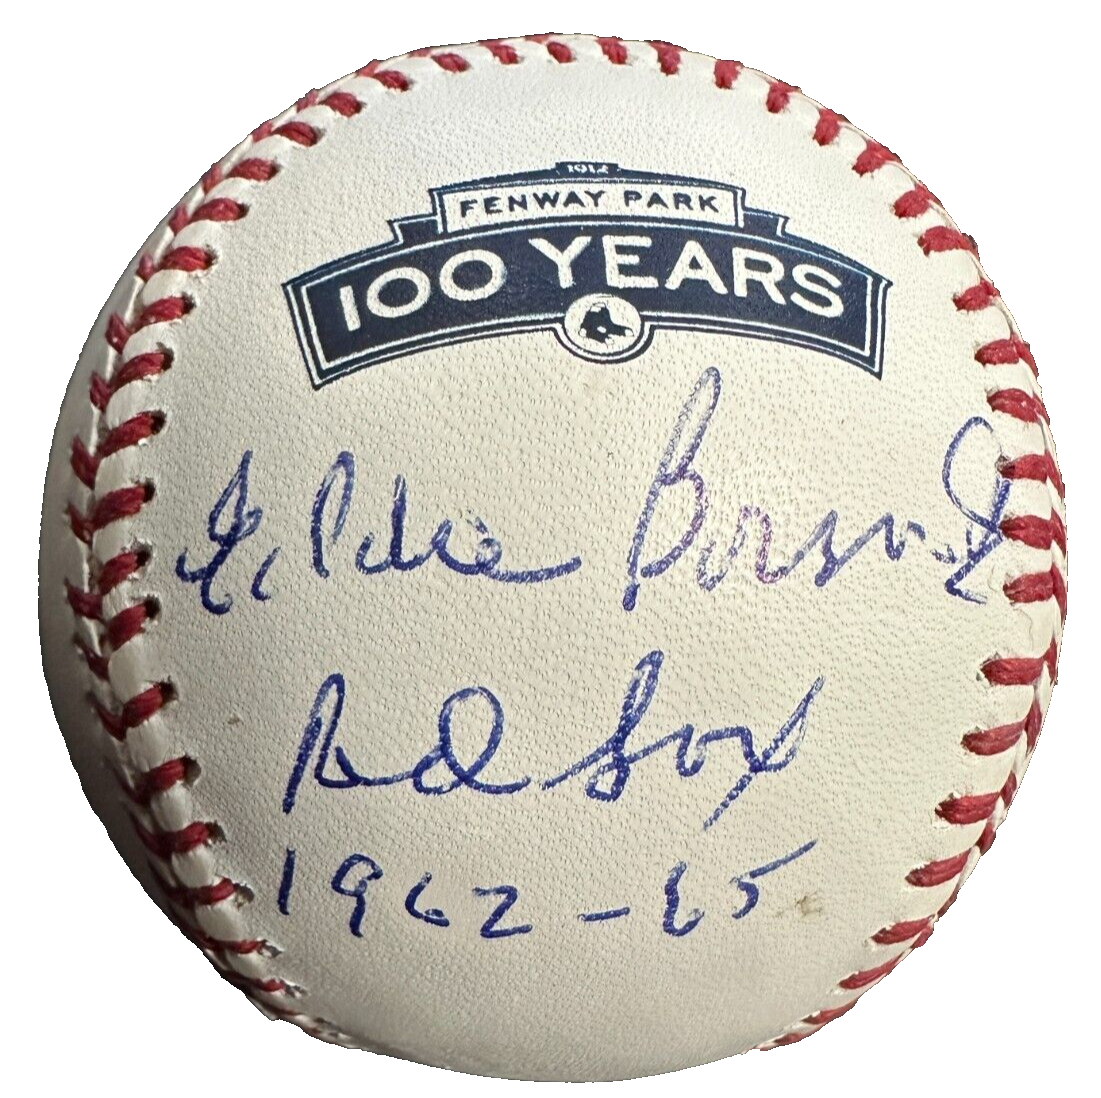 1912
FENWAY PARK
100 YEARS
Eddie Bressoud
Red Sox
1962-65